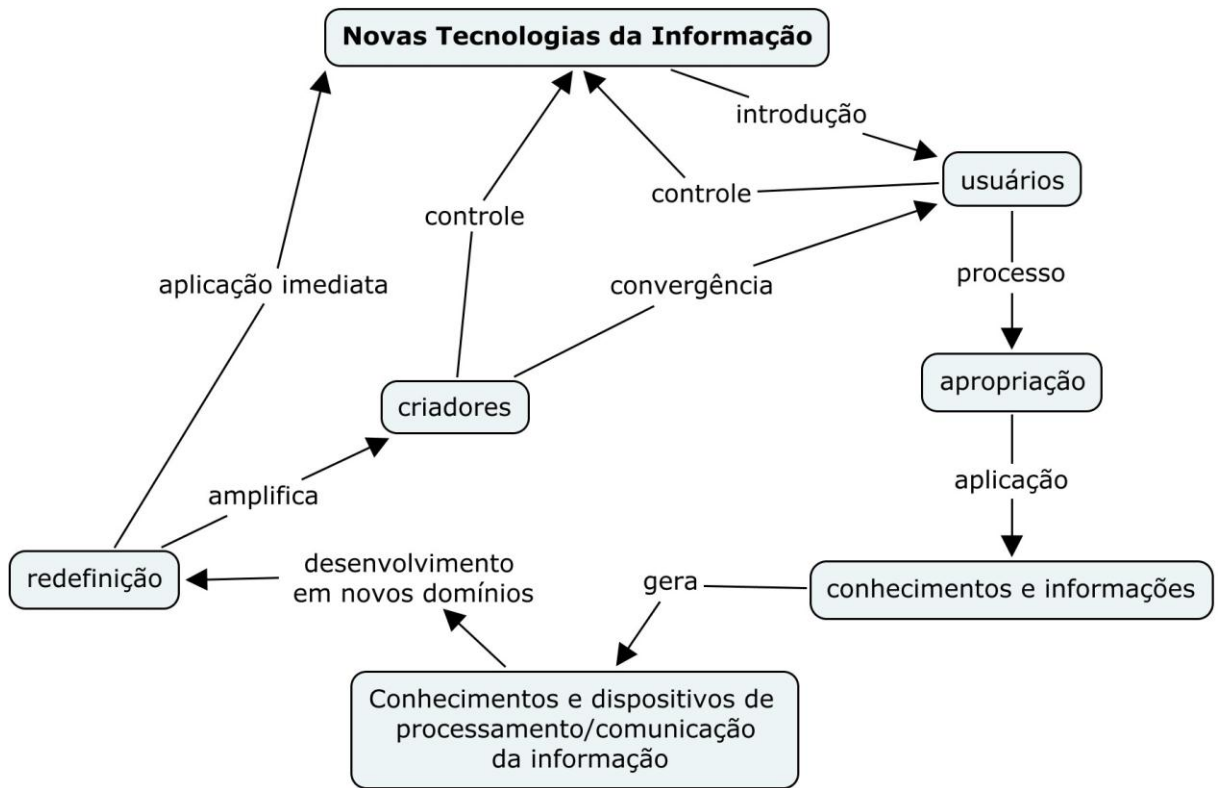 Novas Tecnologias da Informação
introdução
usuários
controle
controle
processo
aplicação imediata
convergência
apropriação
criadores
aplicação
amplifica
desenvolvimento
em novos domínios
redefinição
gera
conhecimentos e informações
Conhecimentos e dispositivos de
processamento/comunicação
da informação